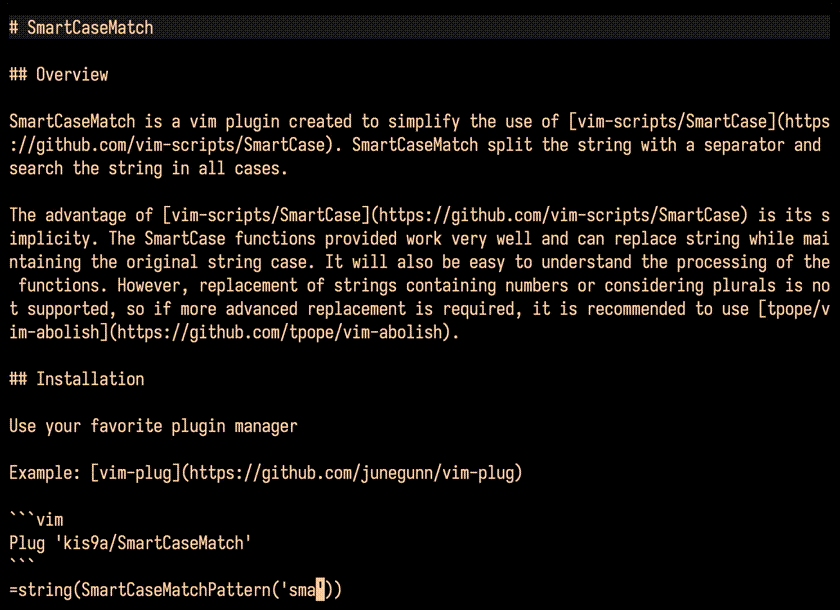 # SmartCaseMatch
## Overview
SmartCaseMatch is a vim plugin created to simplify the use of [vim-scripts/SmartCase](https
://github.com/vim-scripts/SmartCase). SmartCaseMatch split the string with a separator and
search the string in all cases.
The advantage of [vim-scripts/SmartCase](https://github.com/vim-scripts/SmartCase) is its s
implicity. The SmartCase functions provided work very well and can replace string while mai
ntaining the original string case. It will also be easy to understand the processing of the
 functions. However, replacement of strings containing numbers or considering plurals is no
t supported, so if more advanced replacement is required, it is recommended to use [tpope/v
im-abolish](https://github.com/tpope/vim-abolish).
## Installation
Use your favorite plugin manager
Example: [vim-plug](https://github.com/junegunn/vim-plug)
```vim
Plug 'kis9a/SmartCaseMatch'
```
=string(SmartCaseMatchPattern('sma'))